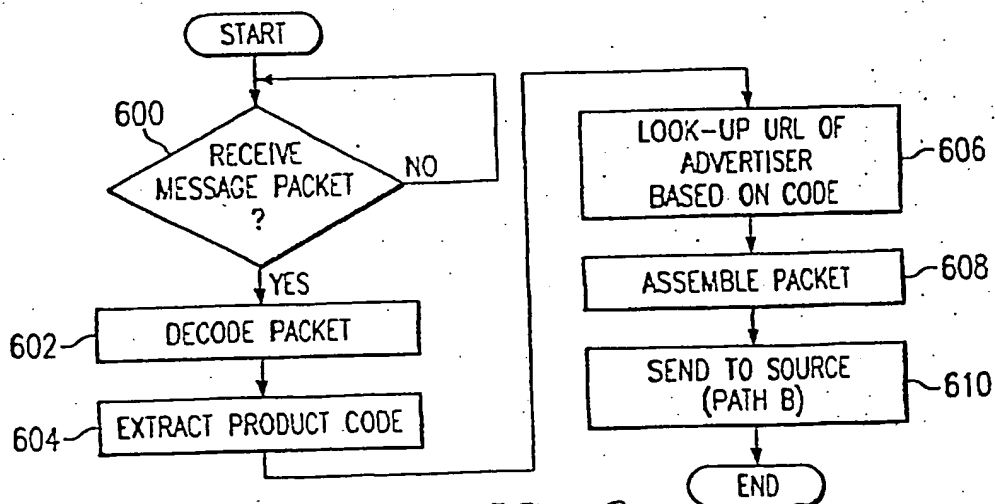 START
600
RECEIVE
MESSAGE PACKET
?
NO
YES
602
DECODE PACKET
604
EXTRACT PRODUCT CODE
LOOK-UP URL OF
ADVERTISER
BASED ON CODE
606
ASSEMBLE PACKET
608
SEND TO SOURCE
(PATH B)
610
END